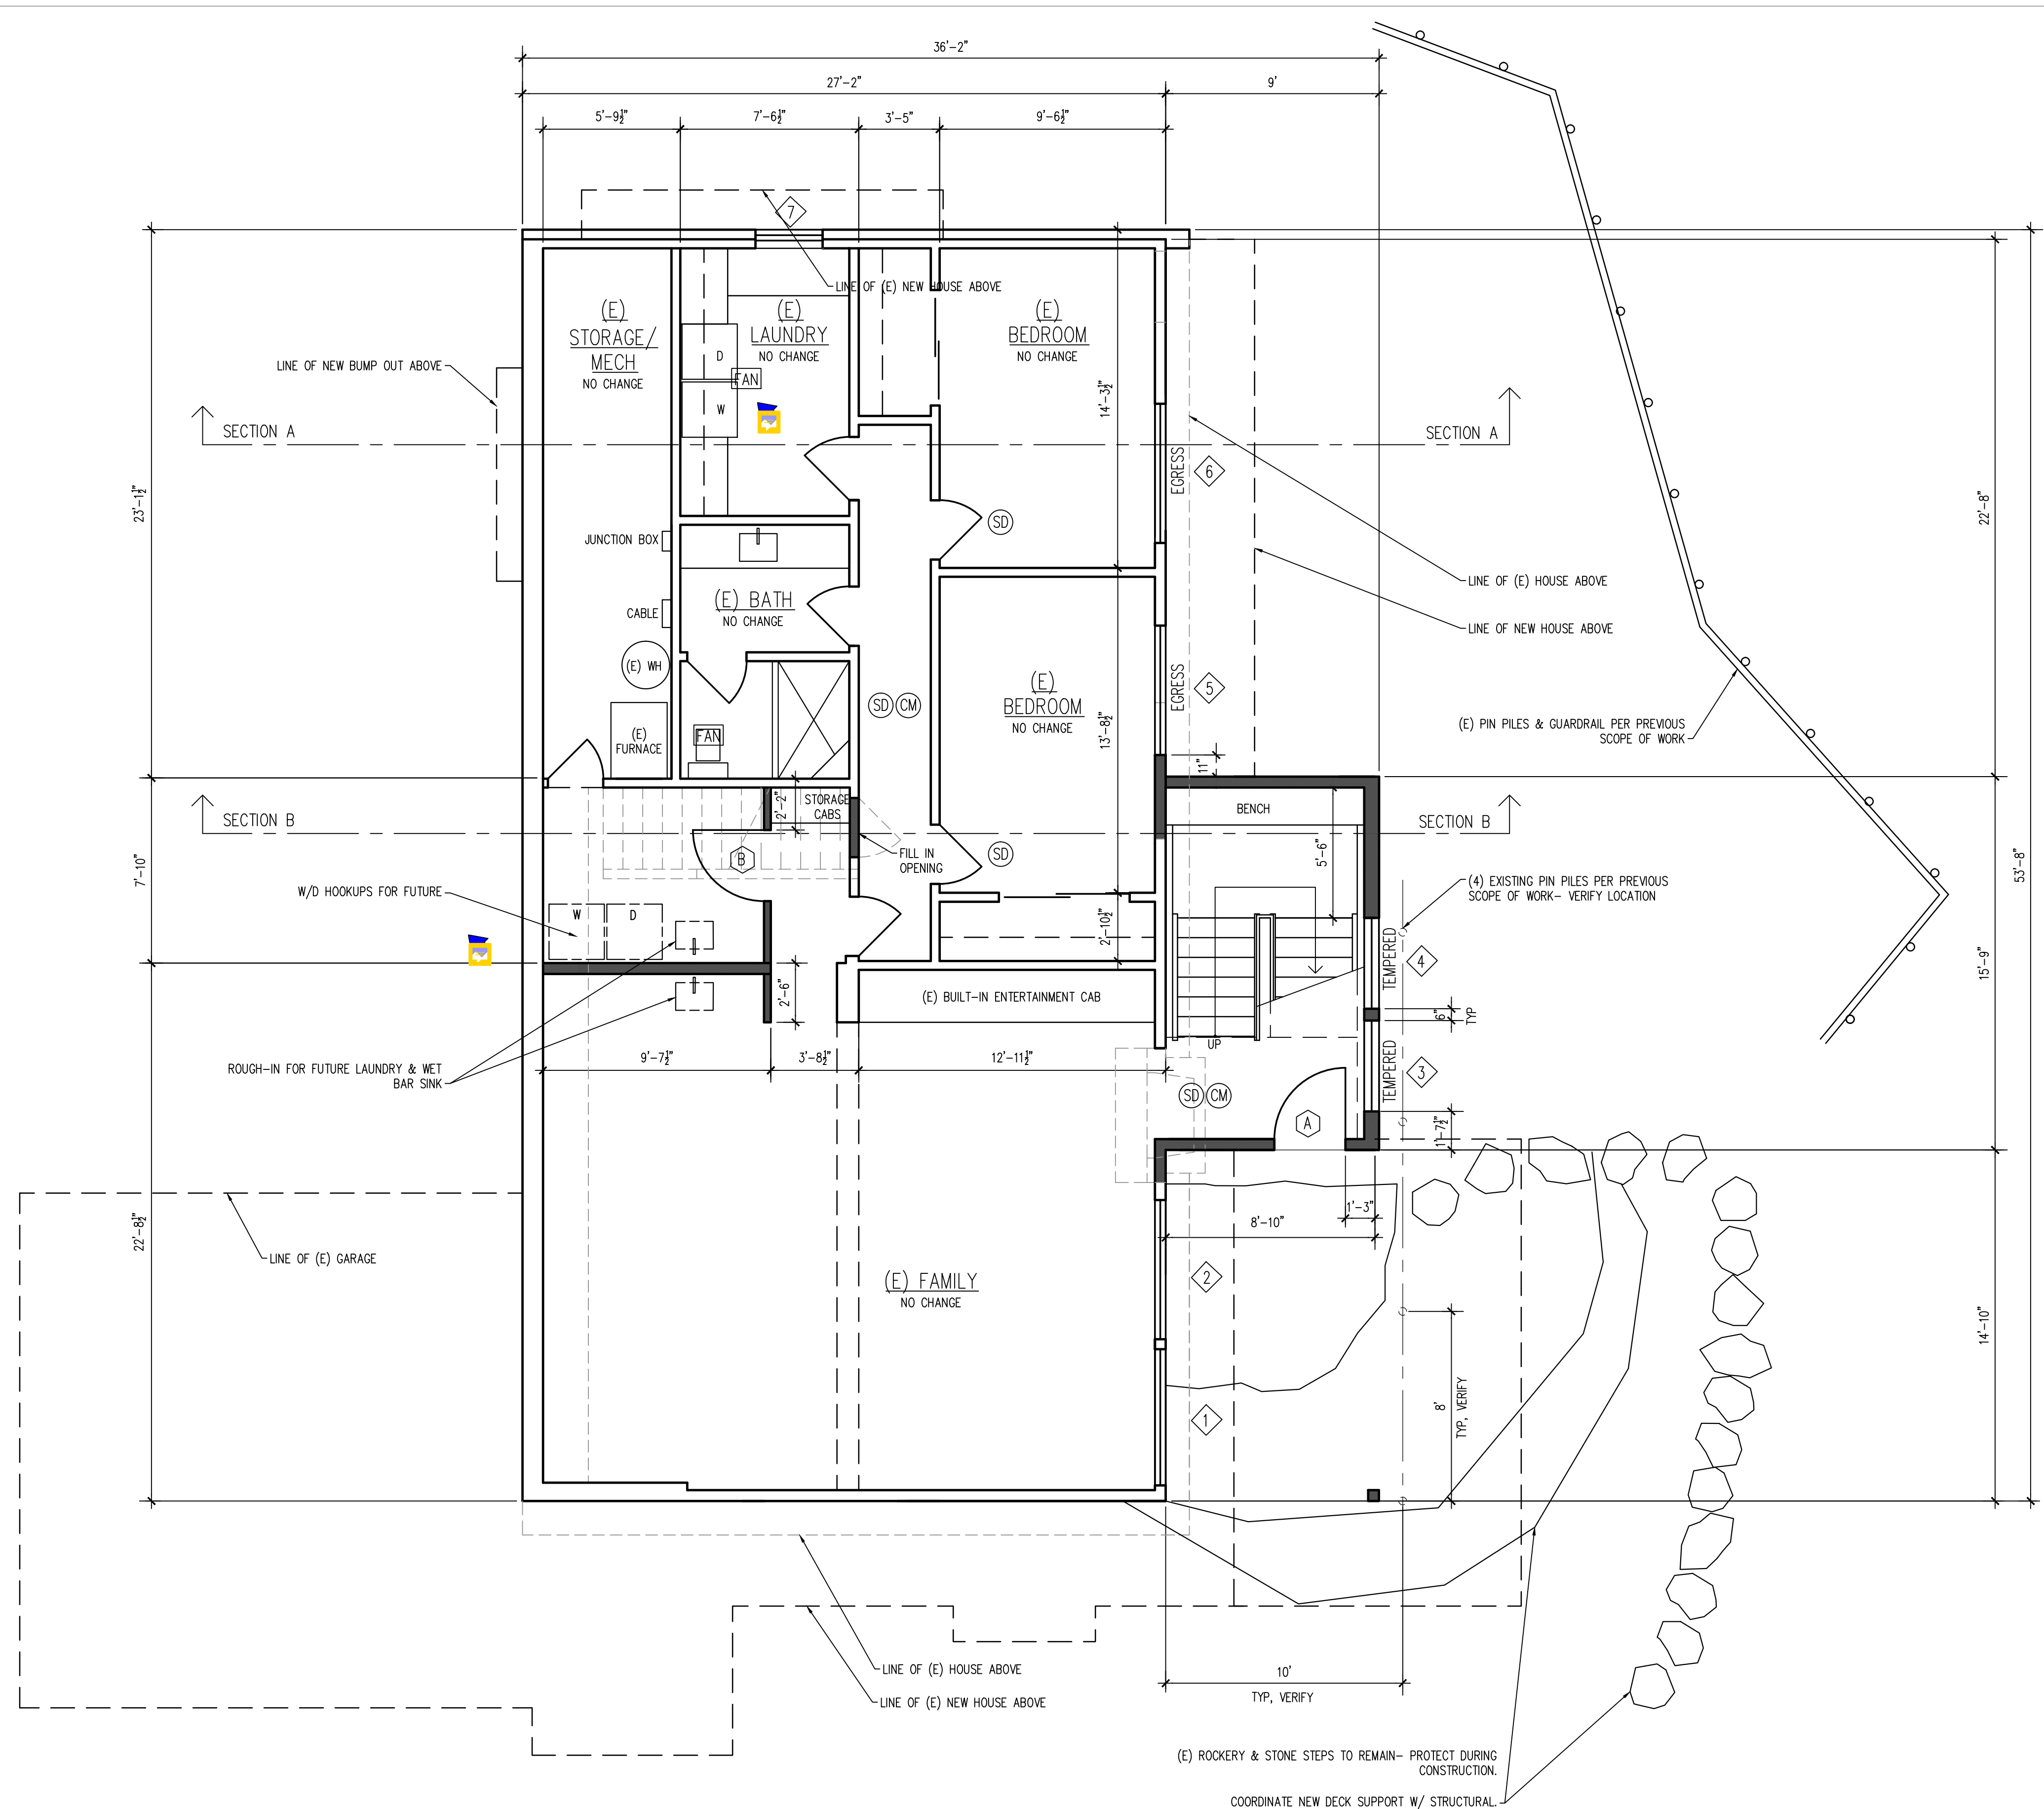 36'-2"
27'-2"
9'
5'-9½"
7'-6½"
3'-5"
9'-6½"
7
LINE OF (E) NEW HOUSE ABOVE
(E)
STORAGE/
MECH
NO CHANGE
(E)
LAUNDRY
NO CHANGE
(E)
BEDROOM
NO CHANGE
D
FAN
W
LINE OF NEW BUMP OUT ABOVE
14'-3½"
SECTION A
SECTION A
EGRESS
6
23'-1½"
22'-8"
53'-8"
SD
JUNCTION BOX
CABLE
(E) BATH
NO CHANGE
LINE OF (E) HOUSE ABOVE
LINE OF NEW HOUSE ABOVE
(E) WH
(E)
BEDROOM
NO CHANGE
EGRESS
5
SD
CM
13'-8½"
(E) PIN PILES & GUARDRAIL PER PREVIOUS
SCOPE OF WORK
(E)
FURNACE
FAN
11"
2'-2"
STORAGE
CABS
BENCH
SECTION B
SECTION B
7'-10"
B
FILL IN
OPENING
SD
5'-6"
W/D HOOKUPS FOR FUTURE
(4) EXISTING PIN PILES PER PREVIOUS
SCOPE OF WORK- VERIFY LOCATION
W
D
2'-10½"
TEMPERED
4
15'-9"
2'-6"
(E) BUILT-IN ENTERTAINMENT CAB
6"
TYP
UP
9'-7½"
3'-8½"
12'-11½"
ROUGH-IN FOR FUTURE LAUNDRY & WET
BAR SINK
TEMPERED
3
SD
CM
A
1'-7½"
1'-3"
8'-10"
22'-8½"
LINE OF (E) GARAGE
(E) FAMILY
NO CHANGE
2
14'-10"
1
8'
TYP, VERIFY
LINE OF (E) HOUSE ABOVE
LINE OF (E) NEW HOUSE ABOVE
10'
TYP, VERIFY
(E) ROCKERY & STONE STEPS TO REMAIN- PROTECT DURING
CONSTRUCTION.
COORDINATE NEW DECK SUPPORT W/ STRUCTURAL.